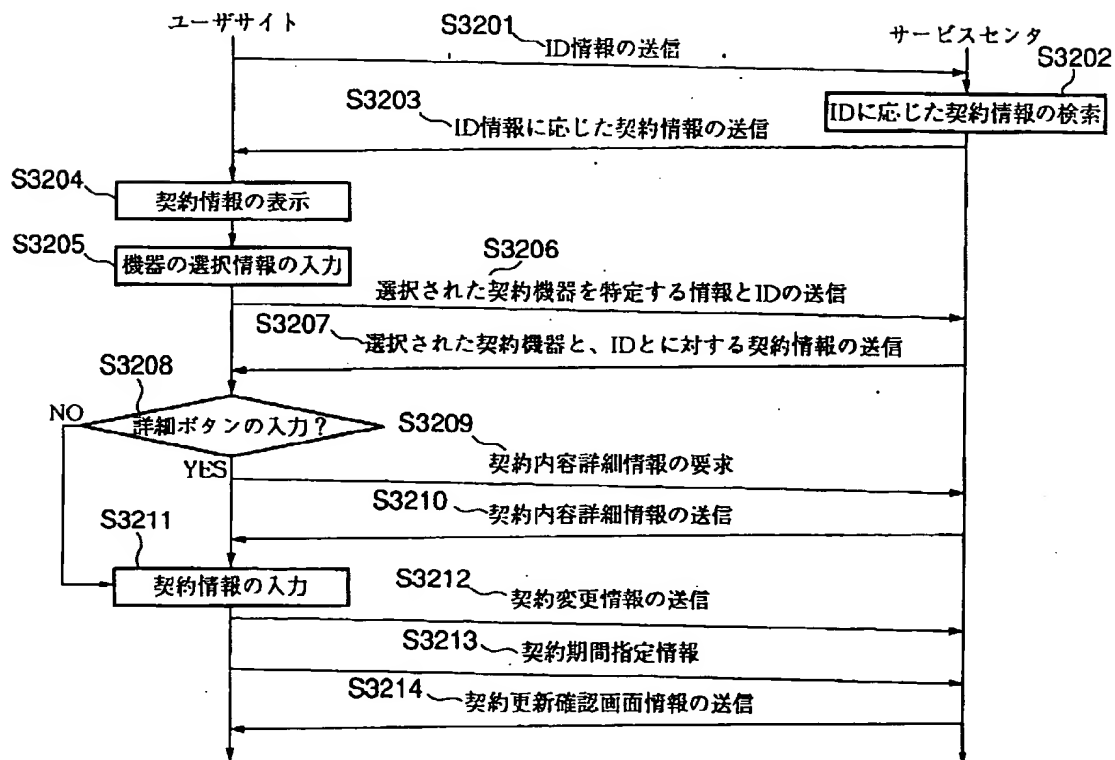 ユーザサイト
サービスセンタ
S3201
ID情報の送信
S3202
IDに応じた契約情報の検索
S3203
ID情報に応じた契約情報の送信
S3204
契約情報の表示
S3205
機器の選択情報の入力
S3206
選択された契約機器を特定する情報とIDの送信
S3207
選択された契約機器と、IDとに対する契約情報の送信
S3208
NO
詳細ボタンの入力?
YES
S3209
契約内容詳細情報の要求
S3210
契約内容詳細情報の送信
S3211
契約情報の入力
S3212
契約変更情報の送信
S3213
契約期間指定情報
S3214
契約更新確認画面情報の送信